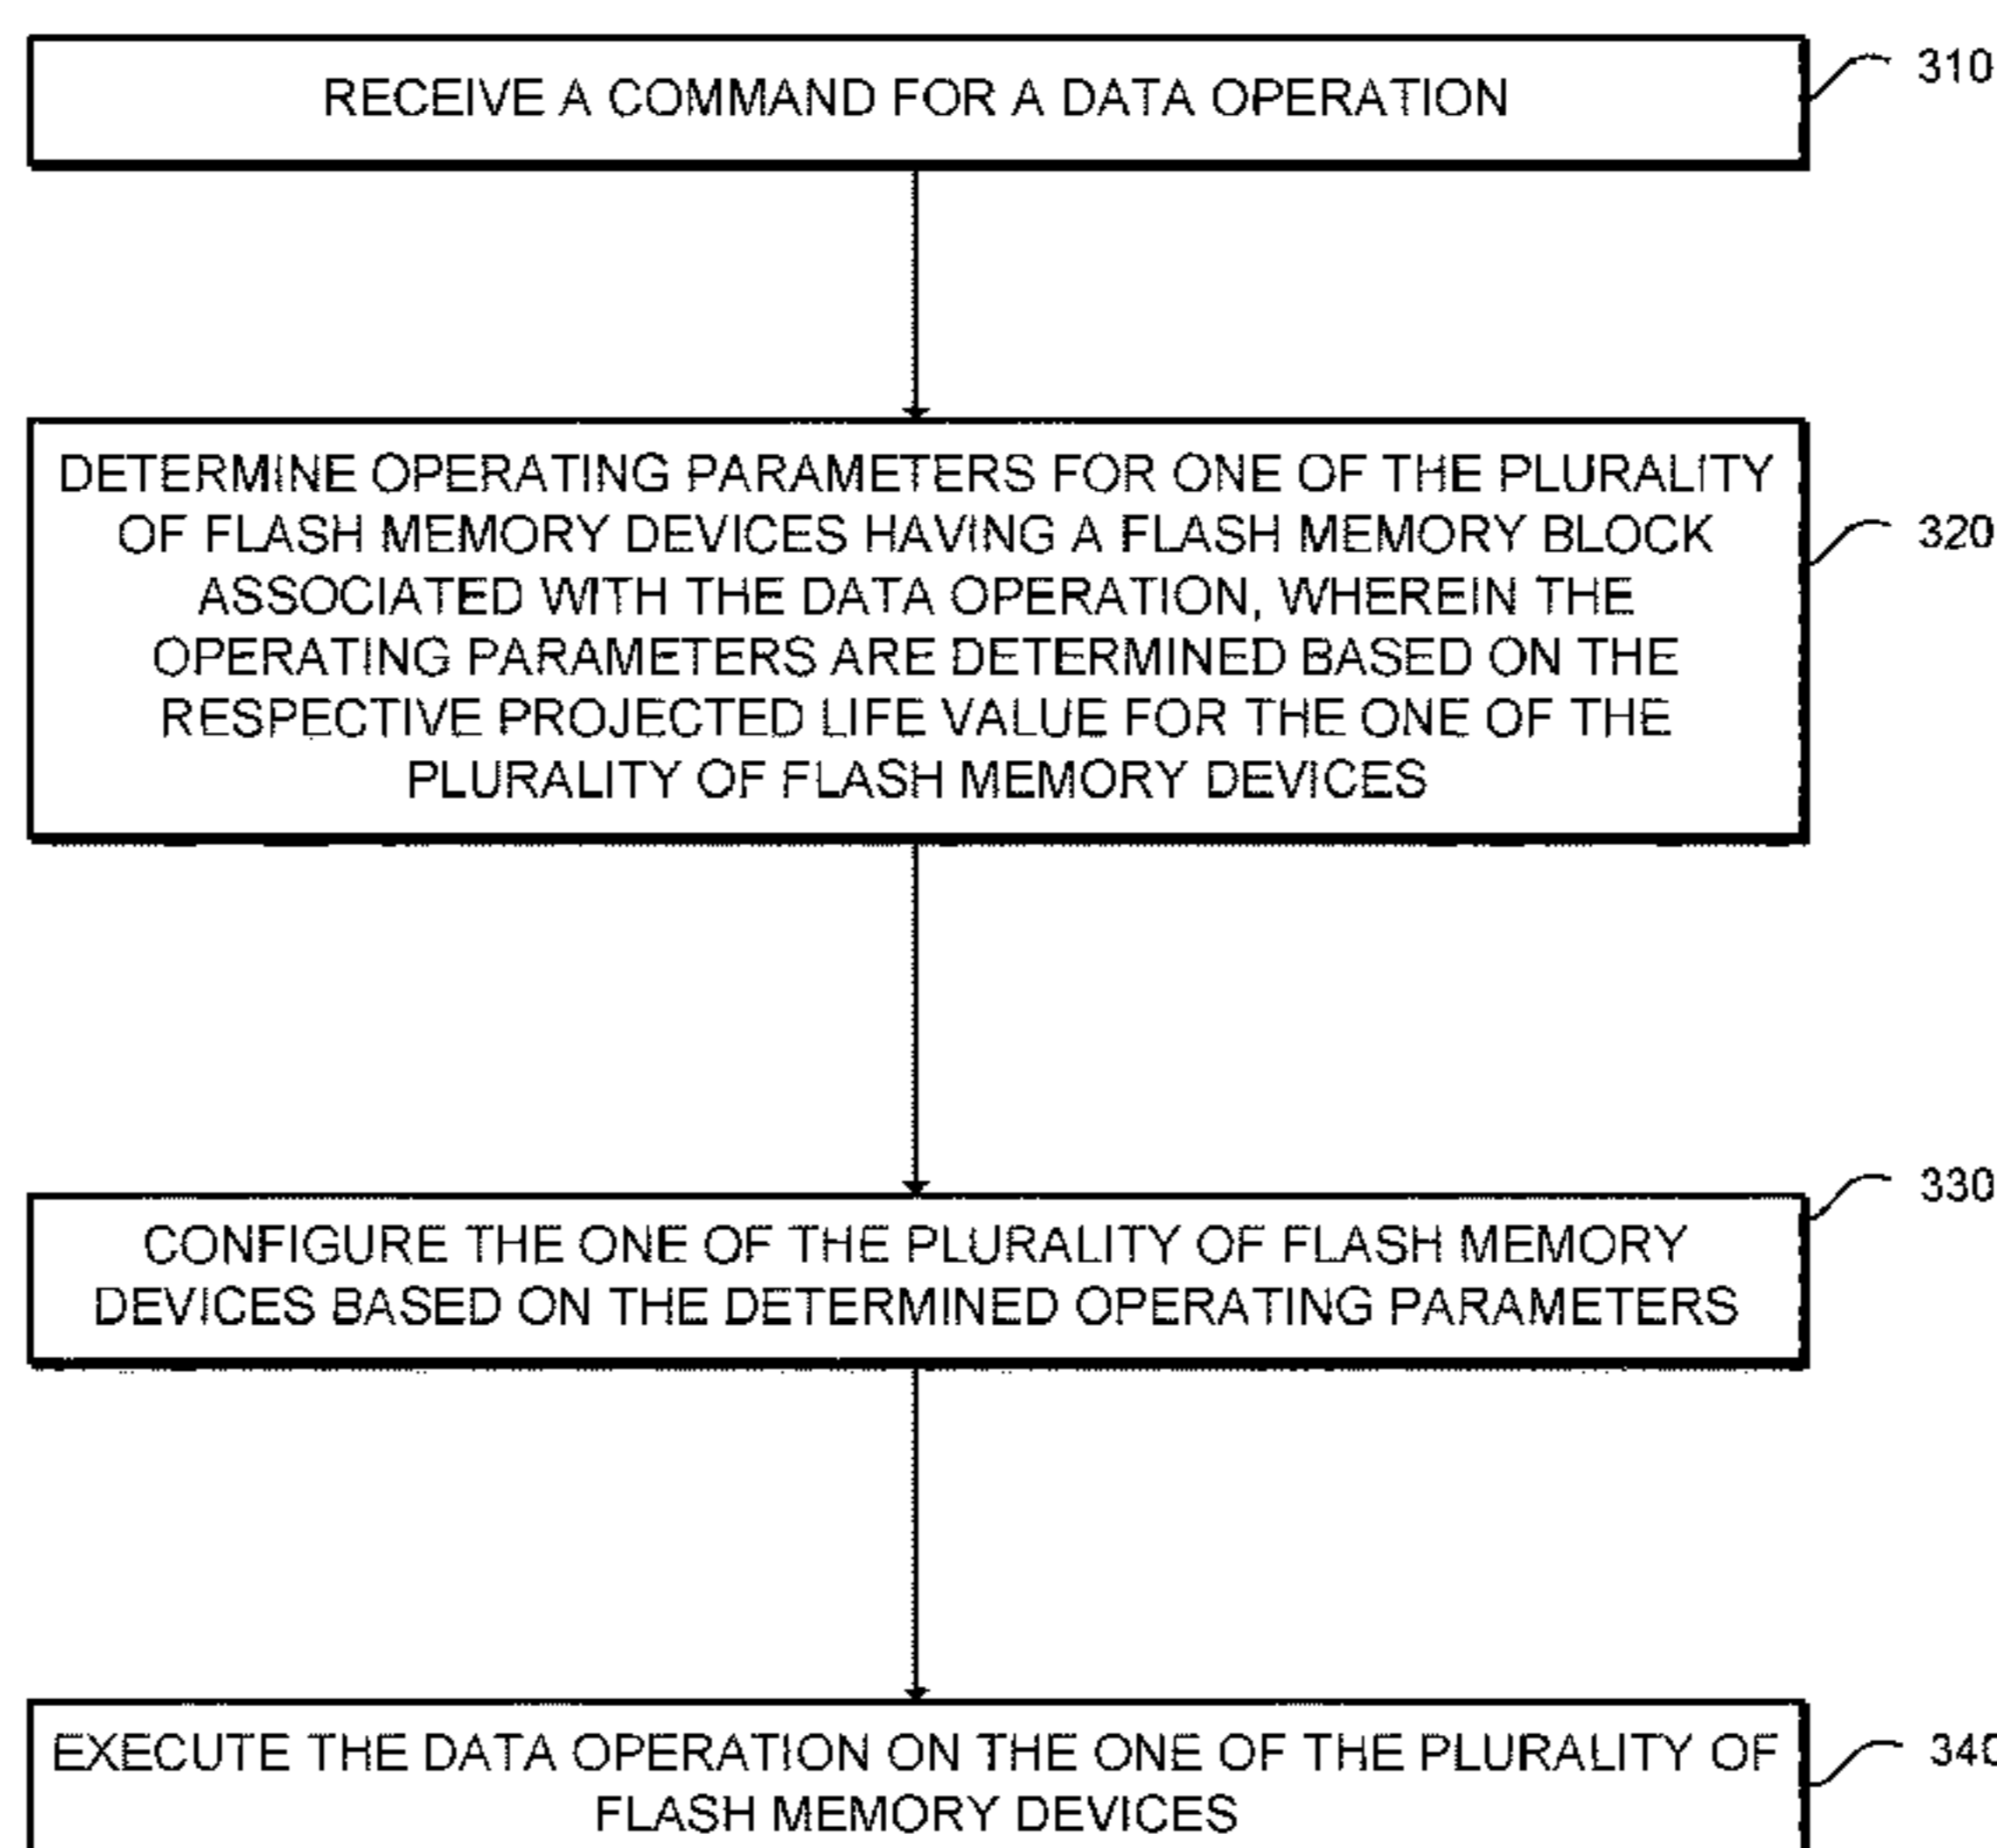 RECEIVE A COMMAND FOR A DATA OPERATION
310
DETERMINE OPERATING PARAMETERS FOR ONE OF THE PLURALITY
OF FLASH MEMORY DEVICES HAVING A FLASH MEMORY BLOCK
ASSOCIATED WITH THE DATA OPERATION, WHEREIN THE
OPERATING PARAMETERS ARE DETERMINED BASED ON THE
RESPECTIVE PROJECTED LIFE VALUE FOR THE ONE OF THE
PLURALITY OF FLASH MEMORY DEVICES
320
CONFIGURE THE ONE OF THE PLURALITY OF FLASH MEMORY
DEVICES BASED ON THE DETERMINED OPERATING PARAMETERS
330
EXECUTE THE DATA OPERATION ON THE ONE OF THE PLURALITY OF
FLASH MEMORY DEVICES
340